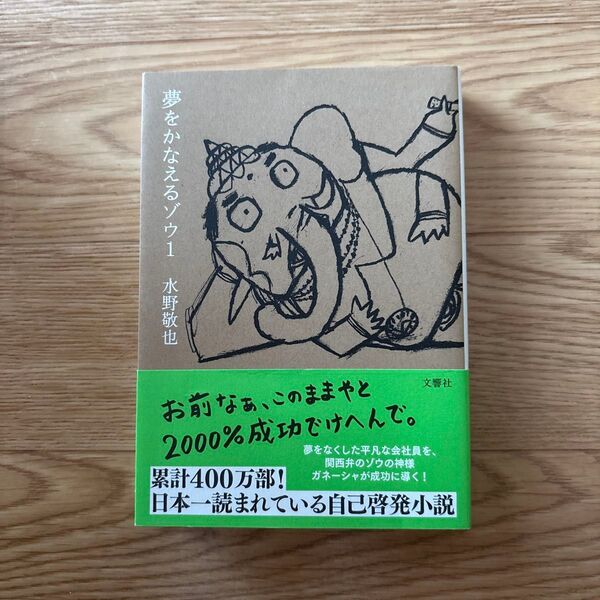 夢をかなえるゾウ1
水野敬也
文響社
お前なぁ、このままやと
2000%成功でけへんで。
夢をなくした平凡な会社員を、
関西弁のゾウの神様
ガネーシャが成功に導く!
累計400万部!
日本一読まれている自己啓発小説